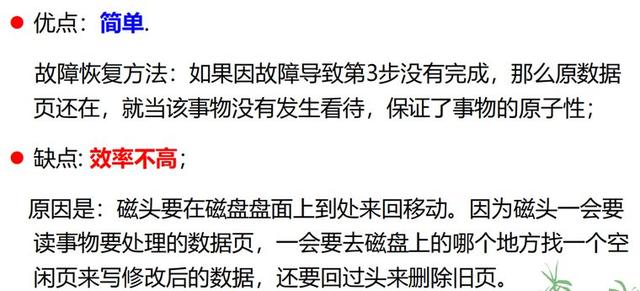 优点：简单.
故障恢复方法：如果因故障导致第3步没有完成，那么原数据
页还在，就当该事物没有发生看待，保证了事物的原子性；
缺点: 效率不高；
原因是：磁头要在磁盘盘面上到处来回移动。因为磁头一会要
读事物要处理的数据页，一会要去磁盘上的哪个地方找一个空
闲页来写修改后的数据，还要回过头来删除旧页。